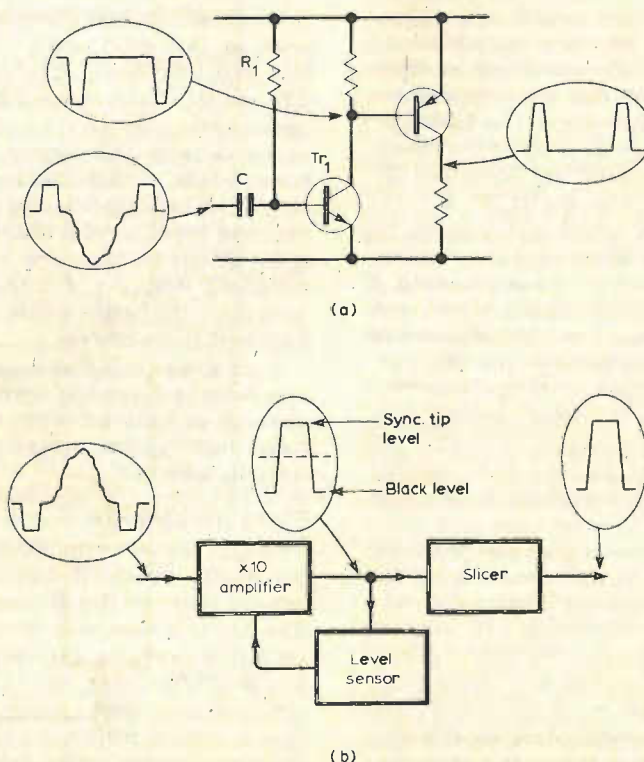 R1
C
Tr1
(a)
Sync. tip
level
Black level
x10
amplifier
Slicer
Level
sensor
(b)